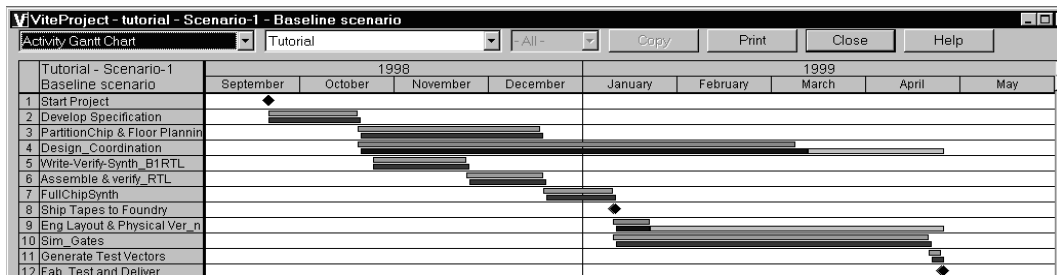 ViteProject - tutorial - Scenario-1 - Baseline scenario
Activity Gantt Chart Tutorial - All - Copy Print Close Help
Tutorial - Scenario-1 1998 1999
Baseline scenario September October November December January February March April May
1 Start Project
2 Develop Specification
3 PartitionChip & Floor Plannin
4 Design_Coordination
5 Write-Verify-Synth_B1RTL
6 Assemble & verify_RTL
7 FullChipSynth
8 Ship Tapes to Foundry
9 Eng Layout & Physical Ver_n
10 Sim_Gates
11 Generate Test Vectors
12 Fab, Test and Deliver